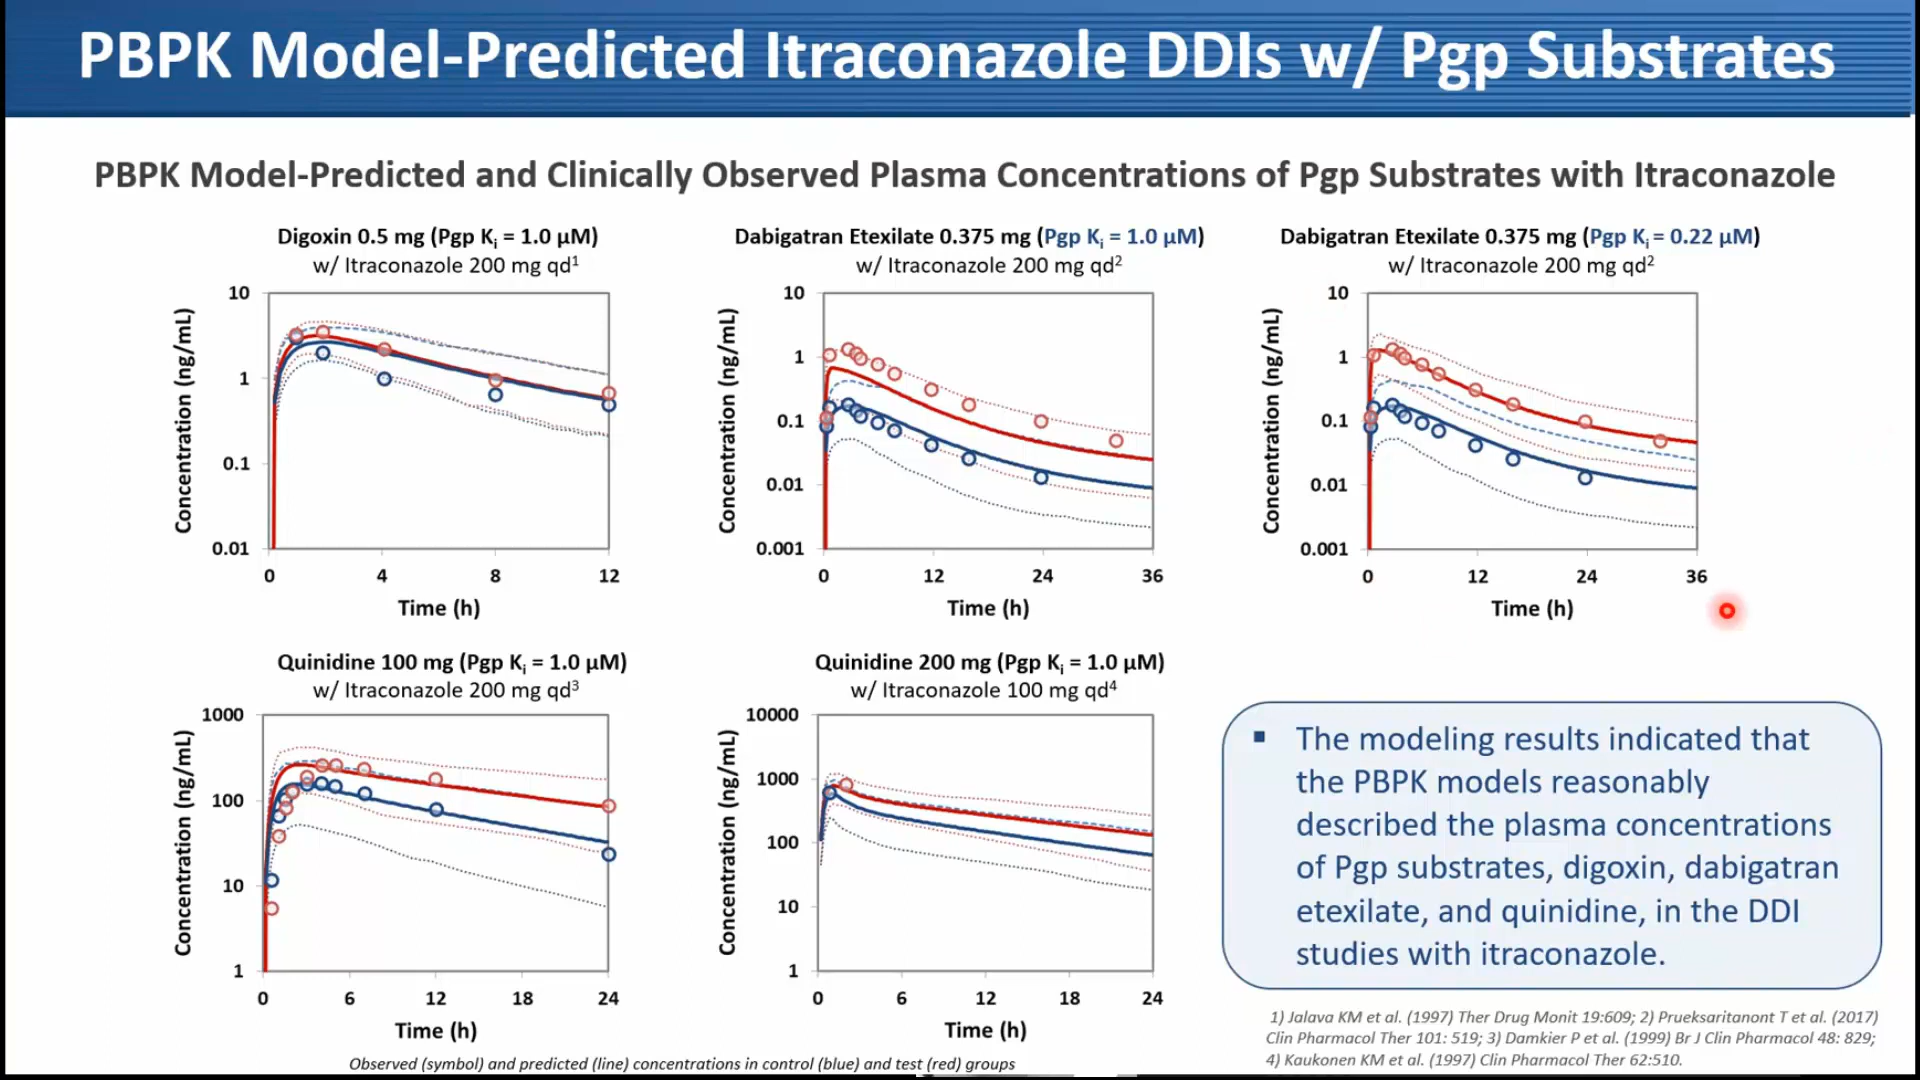 PBPK Model-Predicted Itraconazole DDIs w/ Pgp Substrates
PBPK Model-Predicted and Clinically Observed Plasma Concentrations of Pgp Substrates with Itraconazole
Digoxin 0.5 mg (Pgp Ki = 1.0 µM)
w/ Itraconazole 200 mg qd1
Concentration (ng/mL)
10
1
0.1
0.01
0 4 8 12
Time (h)
Dabigatran Etexilate 0.375 mg (Pgp Ki = 1.0 µM)
w/ Itraconazole 200 mg qd2
Concentration (ng/mL)
10
1
0.1
0.01
0.001
0 12 24 36
Time (h)
Dabigatran Etexilate 0.375 mg (Pgp Ki = 0.22 µM)
w/ Itraconazole 200 mg qd2
Concentration (ng/mL)
10
1
0.1
0.01
0.001
0 12 24 36
Time (h)
Quinidine 100 mg (Pgp Ki = 1.0 µM)
w/ Itraconazole 200 mg qd3
Concentration (ng/mL)
1000
100
10
1
0 6 12 18 24
Time (h)
Quinidine 200 mg (Pgp Ki = 1.0 µM)
w/ Itraconazole 100 mg qd4
Concentration (ng/mL)
10000
1000
100
10
1
0 6 12 18 24
Time (h)
▪ The modeling results indicated that
the PBPK models reasonably
described the plasma concentrations
of Pgp substrates, digoxin, dabigatran
etexilate, and quinidine, in the DDI
studies with itraconazole.
1) Jalava KM et al. (1997) Ther Drug Monit 19:609; 2) Prueksaritanont T et al. (2017)
Clin Pharmacol Ther 101: 519; 3) Damkier P et al. (1999) Br J Clin Pharmacol 48: 829;
4) Kaukonen KM et al. (1997) Clin Pharmacol Ther 62:510.
Observed (symbol) and predicted (line) concentrations in control (blue) and test (red) groups